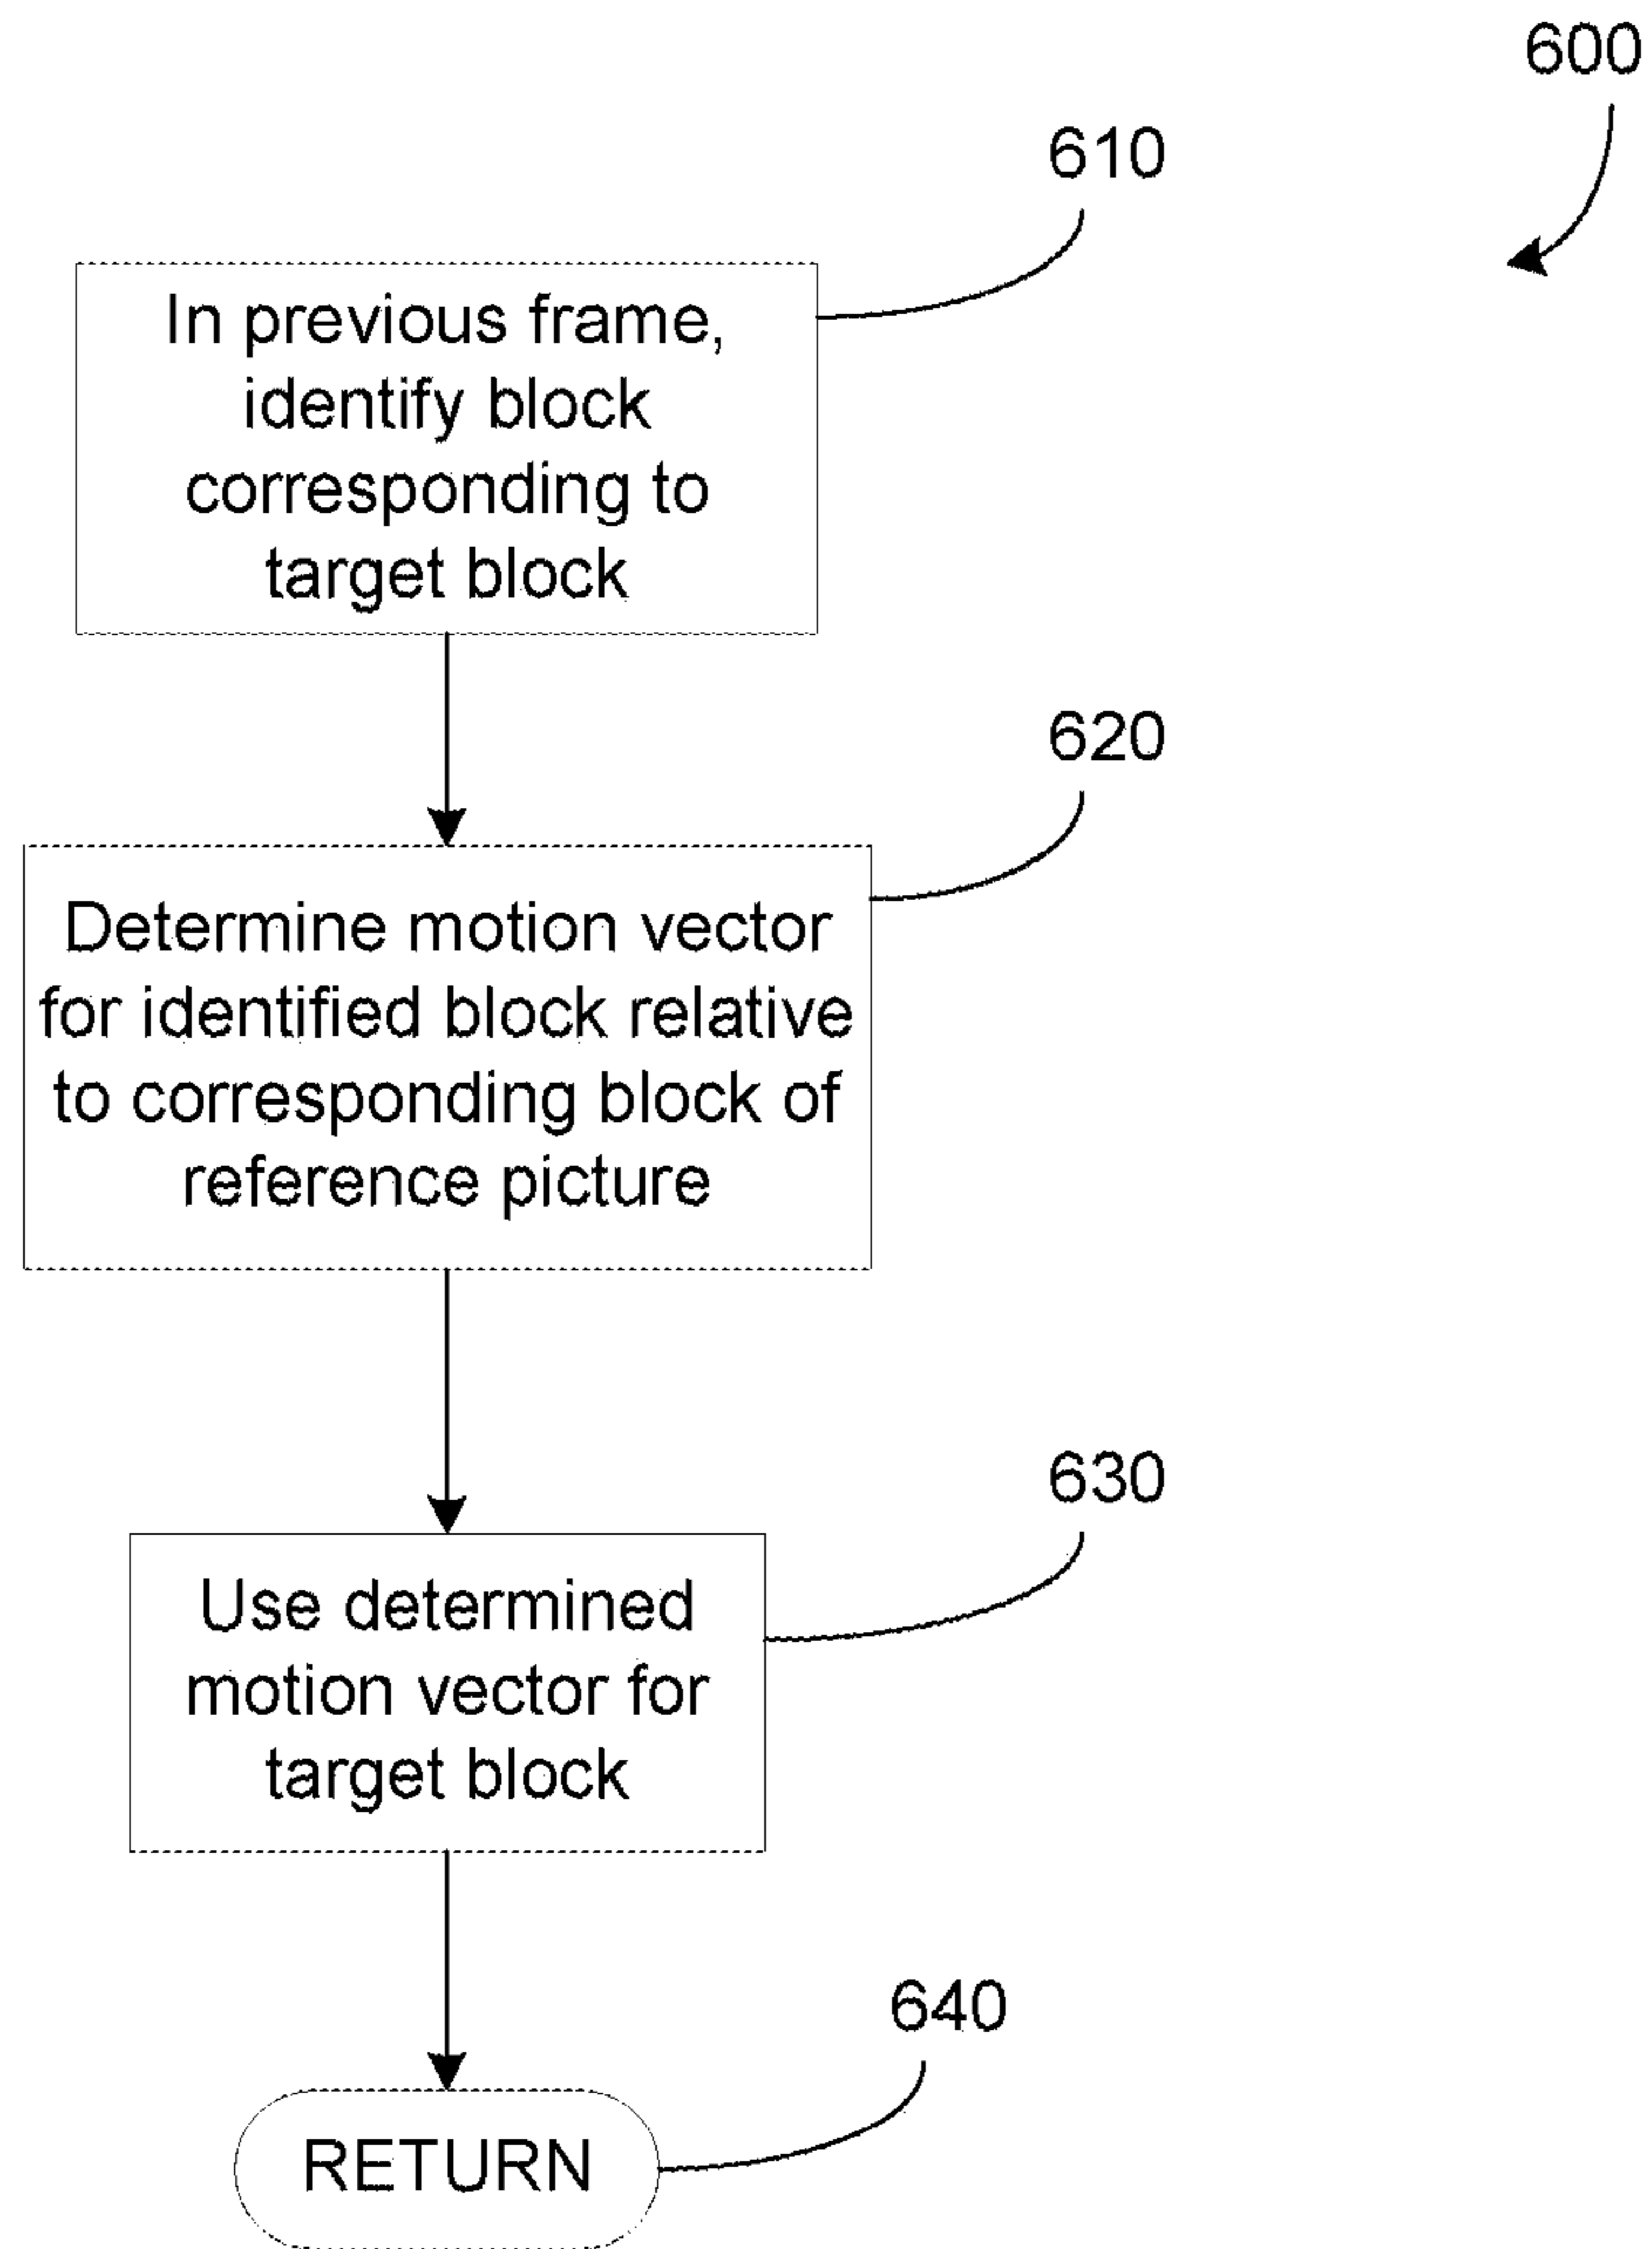 600
610
In previous frame,
identify block
corresponding to
target block
620
Determine motion vector
for identified block relative
to corresponding block of
reference picture
630
Use determined
motion vector for
target block
640
RETURN